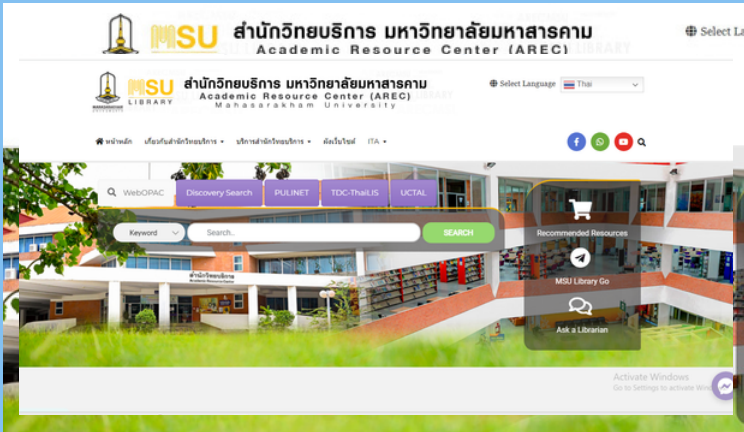 MSU สำนักวิทยบริการ มหาวิทยาลัยมหาสารคาม
Academic Resource Center (AREC)
Select La
MSU
LIBRARY
สำนักวิทยบริการ มหาวิทยาลัยมหาสารคาม
Academic Resource Center (AREC)
Mahasarakham University
Select Language
Thai
หน้าหลัก เกี่ยวกับสำนักวิทยบริการ บริการสำนักวิทยบริการ ผังเว็บไซต์ ITA
WebOPAC Discovery Search PULINET TDC-ThaiLIS UCTAL
Keyword Search.. SEARCH
สำนักวิทยบริการ
Academic Resource Center
Recommended Resources
MSU Library Go
Ask a Librarian
Activate Windows
Go to Settings to activate Win